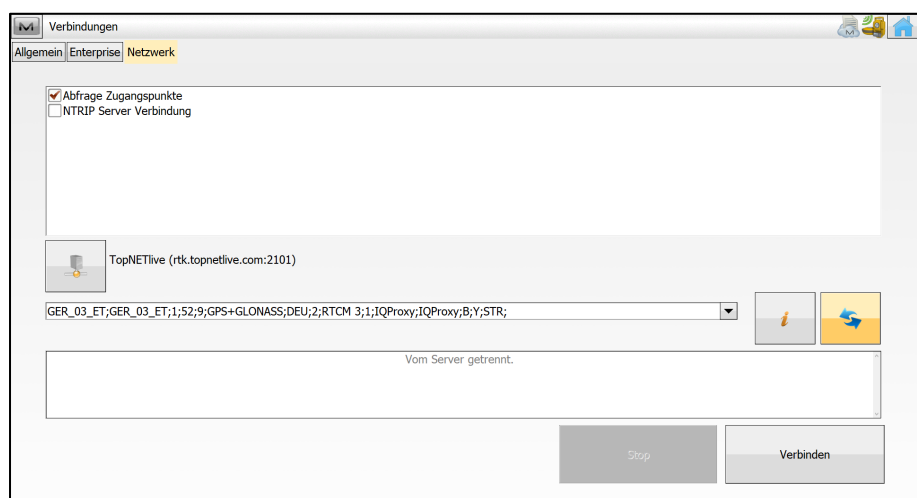 Verbindungen
Allgemein Enterprise Netzwerk
Abfrage Zugangspunkte
NTRIP Server Verbindung
TopNETlive (rtk.topnetlive.com:2101)
GER_03_ET;GER_03_ET;1;52;9;GPS+GLONASS;DEU;2;RTCM 3;1;IQProxy;IQProxy;B;Y;STR;
i
Vom Server getrennt.
Stop Verbinden